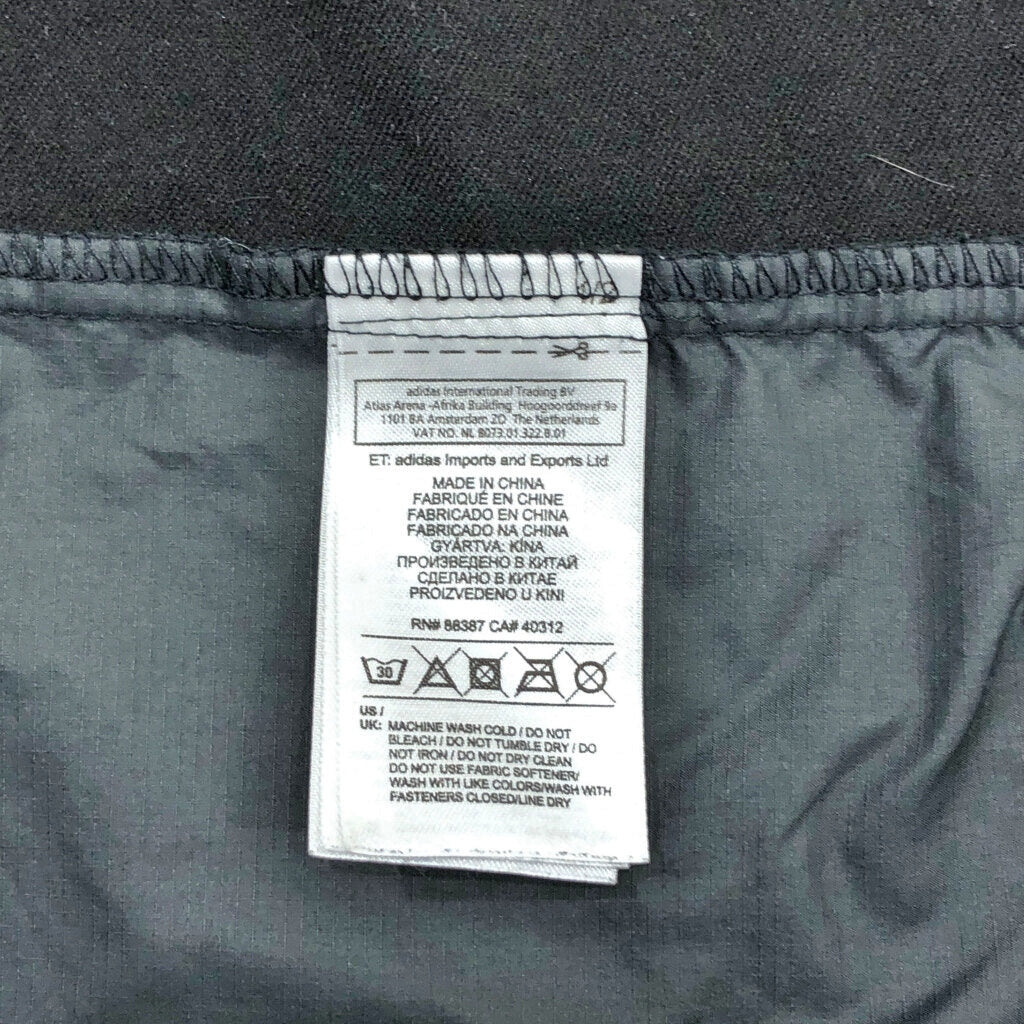 adidas International Trading BV
Atlas Arena -Afrika Building Hoogoorddreef 9a
1101 BA Amsterdam ZO The Netherlands
VAT NO. NL 8073.01.322.B.01
ET: adidas Imports and Exports Ltd
MADE IN CHINA
FABRIQUÉ EN CHINE
FABRICADO EN CHINA
FABRICADO NA CHINA
GYÁRTVA: KÍNA
ПРОИЗВЕДЕНО В КИТАЙ
СДЕЛАНО В КИТАЕ
PROIZVEDENO U KINI
RN# 88387 CA# 40312
30
US /
UK: MACHINE WASH COLD / DO NOT
BLEACH / DO NOT TUMBLE DRY / DO
NOT IRON / DO NOT DRY CLEAN
DO NOT USE FABRIC SOFTENER/
WASH WITH LIKE COLORS/WASH WITH
FASTENERS CLOSED/LINE DRY